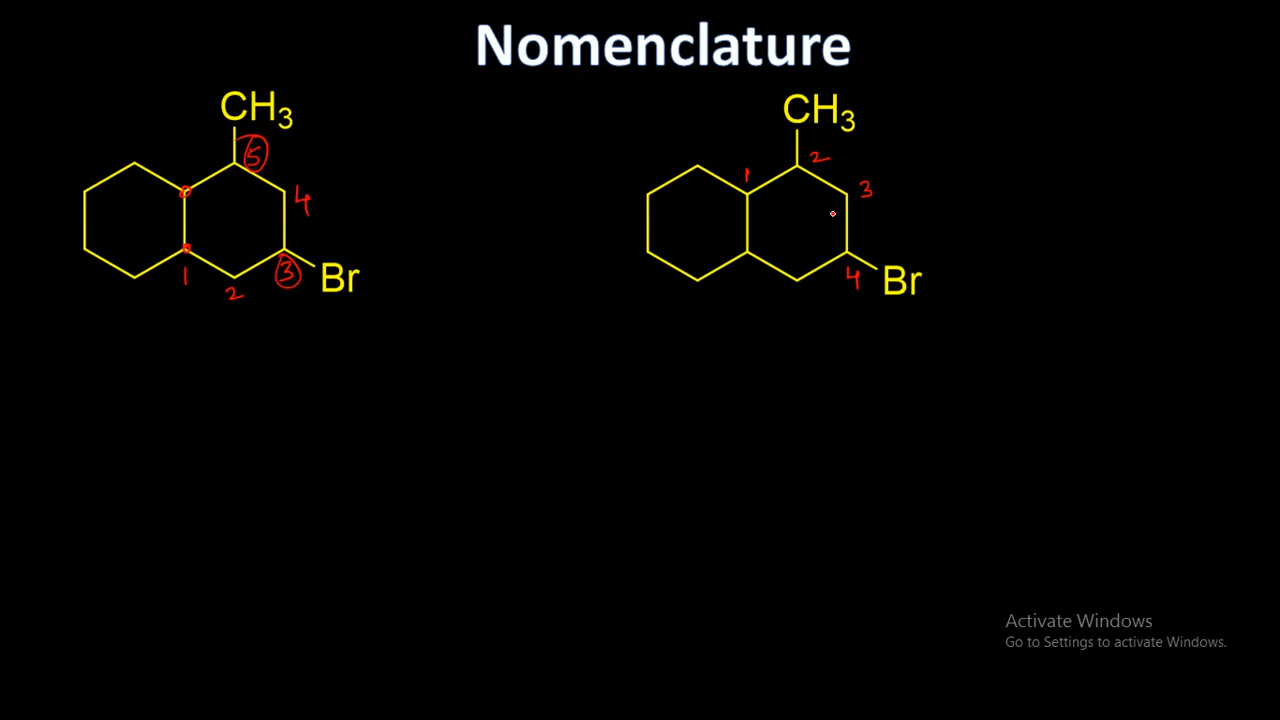 Nomenclature
CH3
5
4
1
2
3
Br
CH3
1
2
3
4
Br
Activate Windows
Go to Settings to activate Windows.